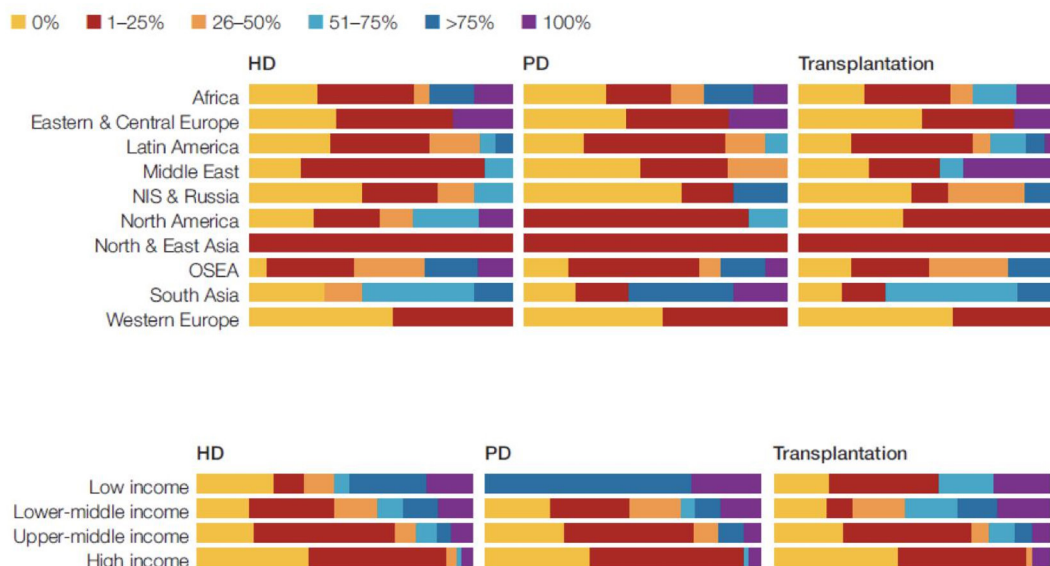 0% 1–25% 26–50% 51–75% >75% 100%
HD PD Transplantation
Africa
Eastern & Central Europe
Latin America
Middle East
NIS & Russia
North America
North & East Asia
OSEA
South Asia
Western Europe
HD PD Transplantation
Low income
Lower-middle income
Upper-middle income
High income